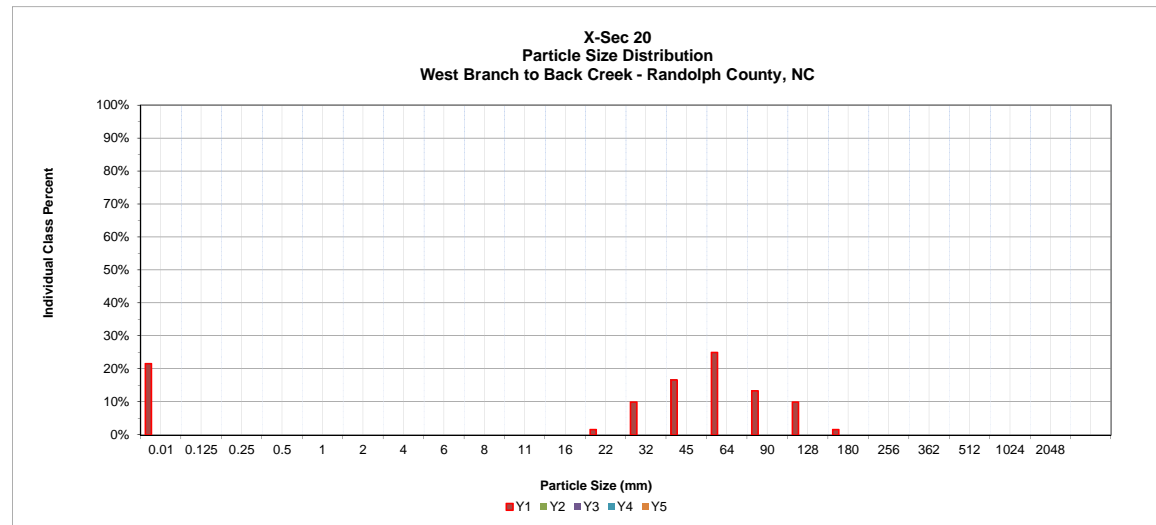 X-Sec 20
Particle Size Distribution
West Branch to Back Creek - Randolph County, NC
Individual Class Percent
100%
90%
80%
70%
60%
50%
40%
30%
20%
10%
0%
0.01 0.125 0.25 0.5 1 2 4 6 8 11 16 22 32 45 64 90 128 180 256 362 512 1024 2048
Particle Size (mm)
Y1 Y2 Y3 Y4 Y5